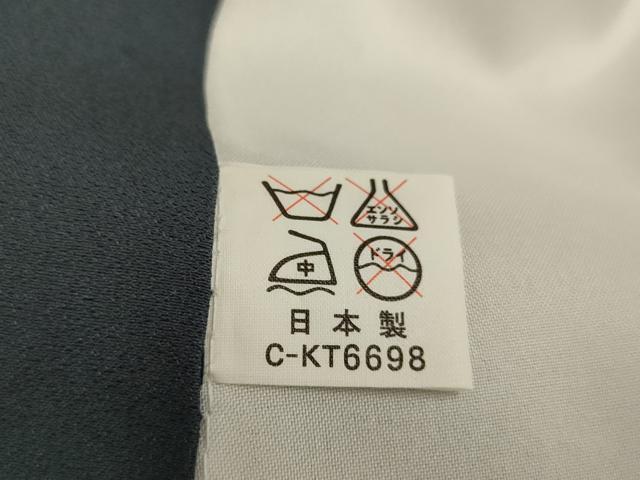 エンソ
サラシ
中
ドライ
日本製
C-KT6698